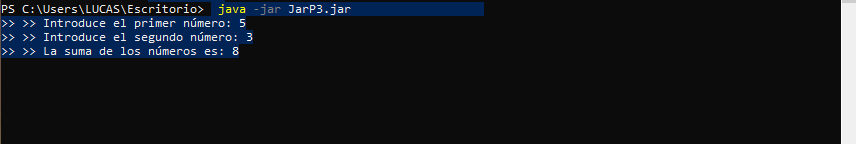 PS C:\Users\LUCAS\Escritorio> java -jar JarP3.jar
>> >> Introduce el primer número: 5
>> >> Introduce el segundo número: 3
>> >> La suma de los números es: 8